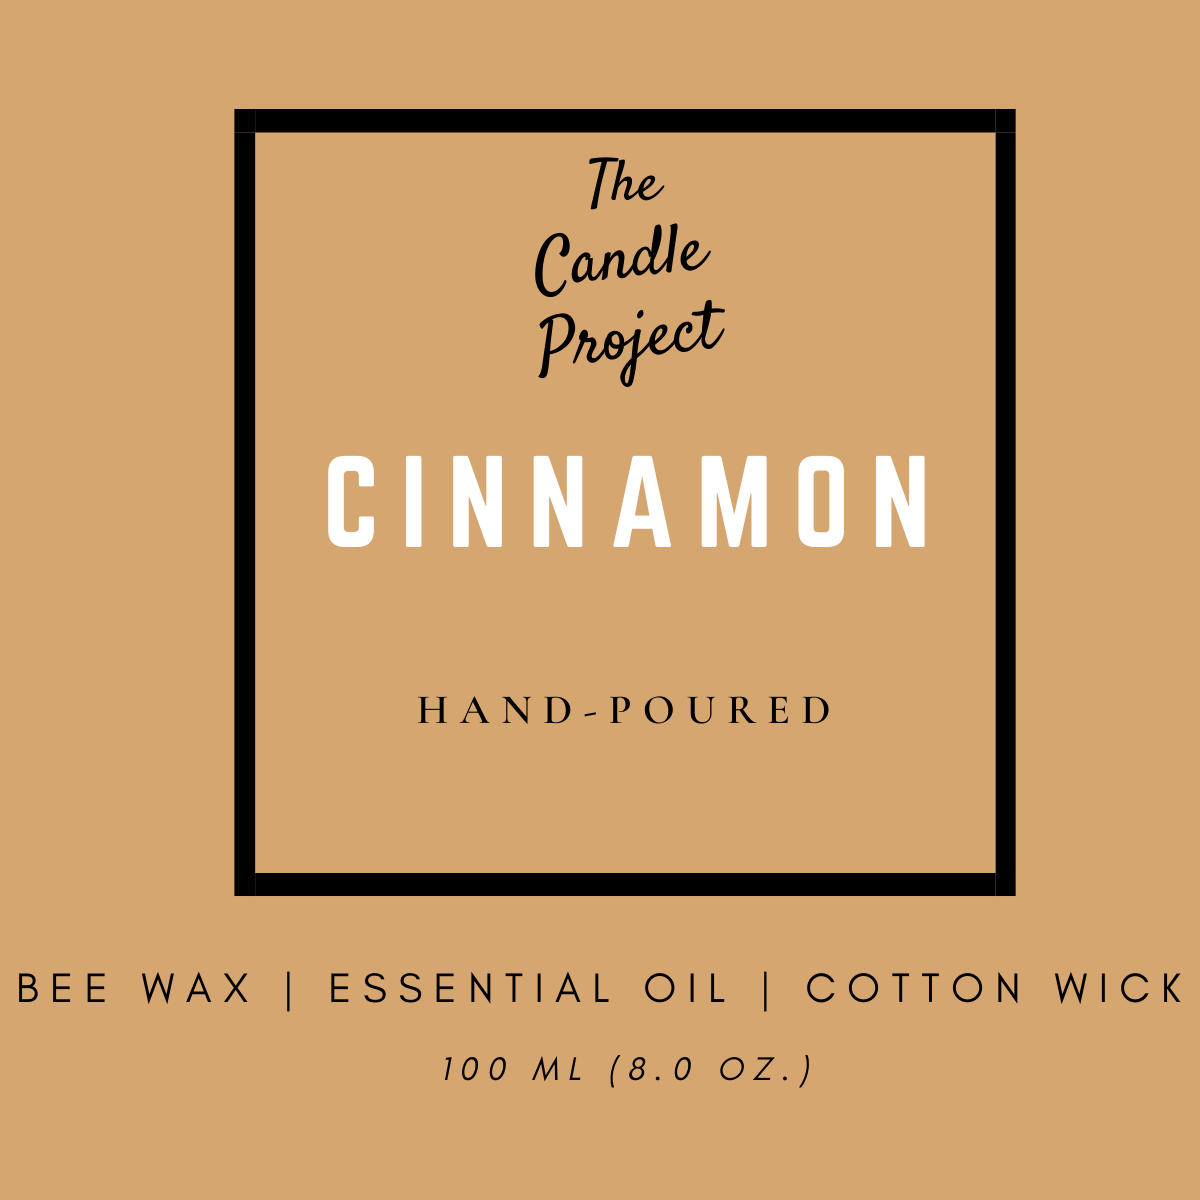 The
Candle
Project
CINNAMON
HAND-POURED
BEE WAX | ESSENTIAL OIL | COTTON WICK
100 ML (8.0 OZ.)